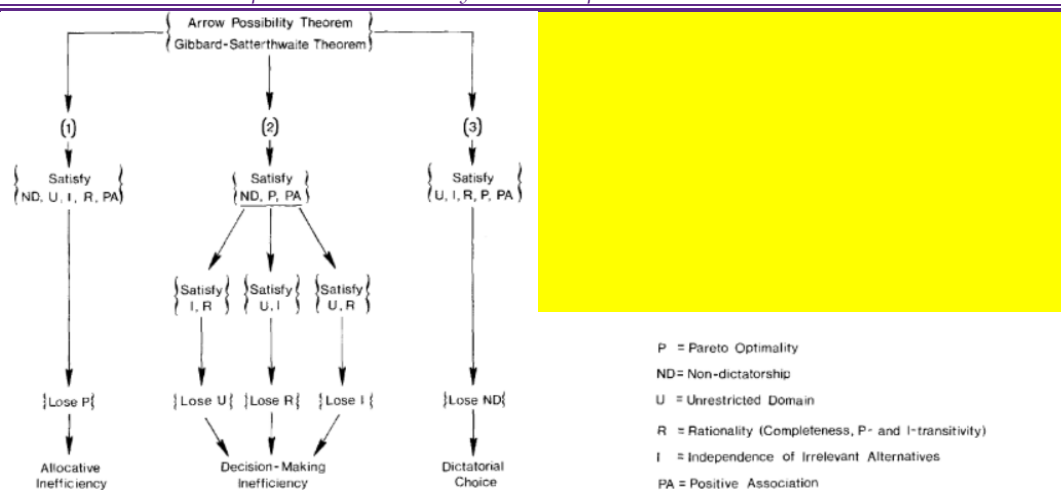 Arrow Possibility Theorem
Gibbard-Satterthwaite Theorem
(1)
(2)
(3)
Satisfy
ND, U, I, R, PA
Satisfy
ND, P, PA
Satisfy
U, I, R, P, PA
Satisfy
I, R
Satisfy
U, I
Satisfy
U, R
Lose P
Lose U
Lose R
Lose I
Lose ND
Allocative
Inefficiency
Decision-Making
Inefficiency
Dictatorial
Choice
P = Pareto Optimality
ND= Non-dictatorship
U = Unrestricted Domain
R = Rationality (Completeness, P- and I-transitivity)
I = Independence of Irrelevant Alternatives
PA = Positive Association